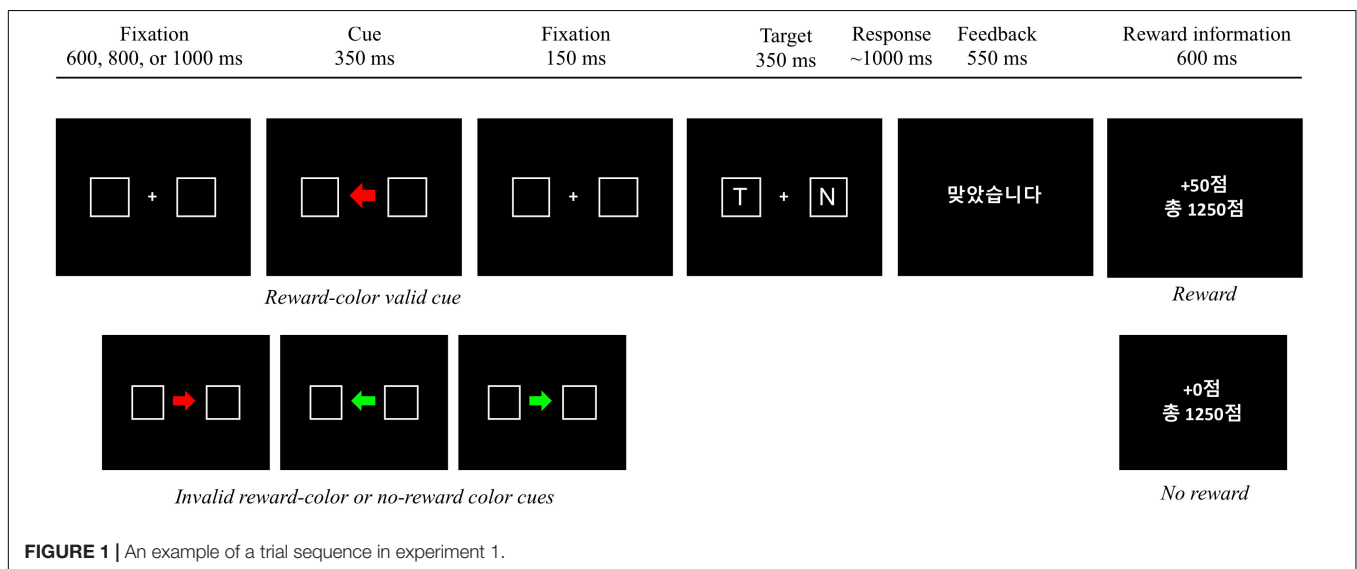 Fixation
600, 800, or 1000 ms
Cue
350 ms
Fixation
150 ms
Target
350 ms
Response
~1000 ms
Feedback
550 ms
Reward information
600 ms
+
+
T + N
맞았습니다
+50점
총 1250점
Reward-color valid cue
Reward
+0점
총 1250점
Invalid reward-color or no-reward color cues
No reward
FIGURE 1 | An example of a trial sequence in experiment 1.